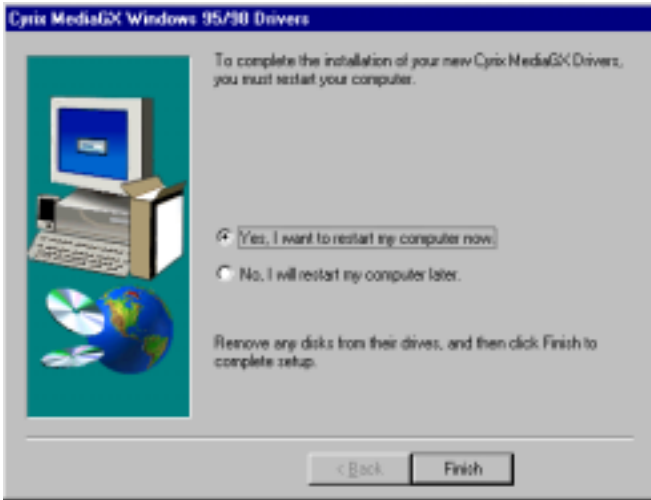 Cyrix MediaGX Windows 95/98 Drivers
To complete the installation of your new Cyrix MediaGX Drivers,
you must restart your computer.
Yes, I want to restart my computer now.
No, I will restart my computer later.
Remove any disks from their drives, and then click Finish to
complete setup.
< Back
Finish